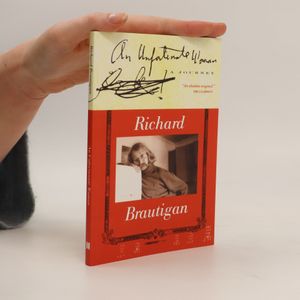 An Unfortunate Woman
A JOURNEY
Richard
Brautigan